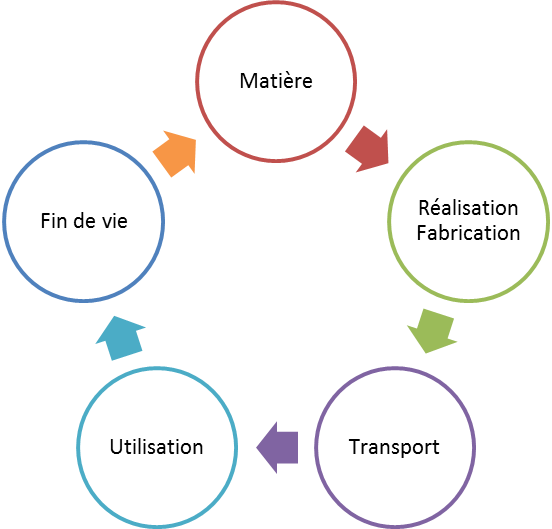 Matière
Réalisation
Fabrication
Transport
Utilisation
Fin de vie